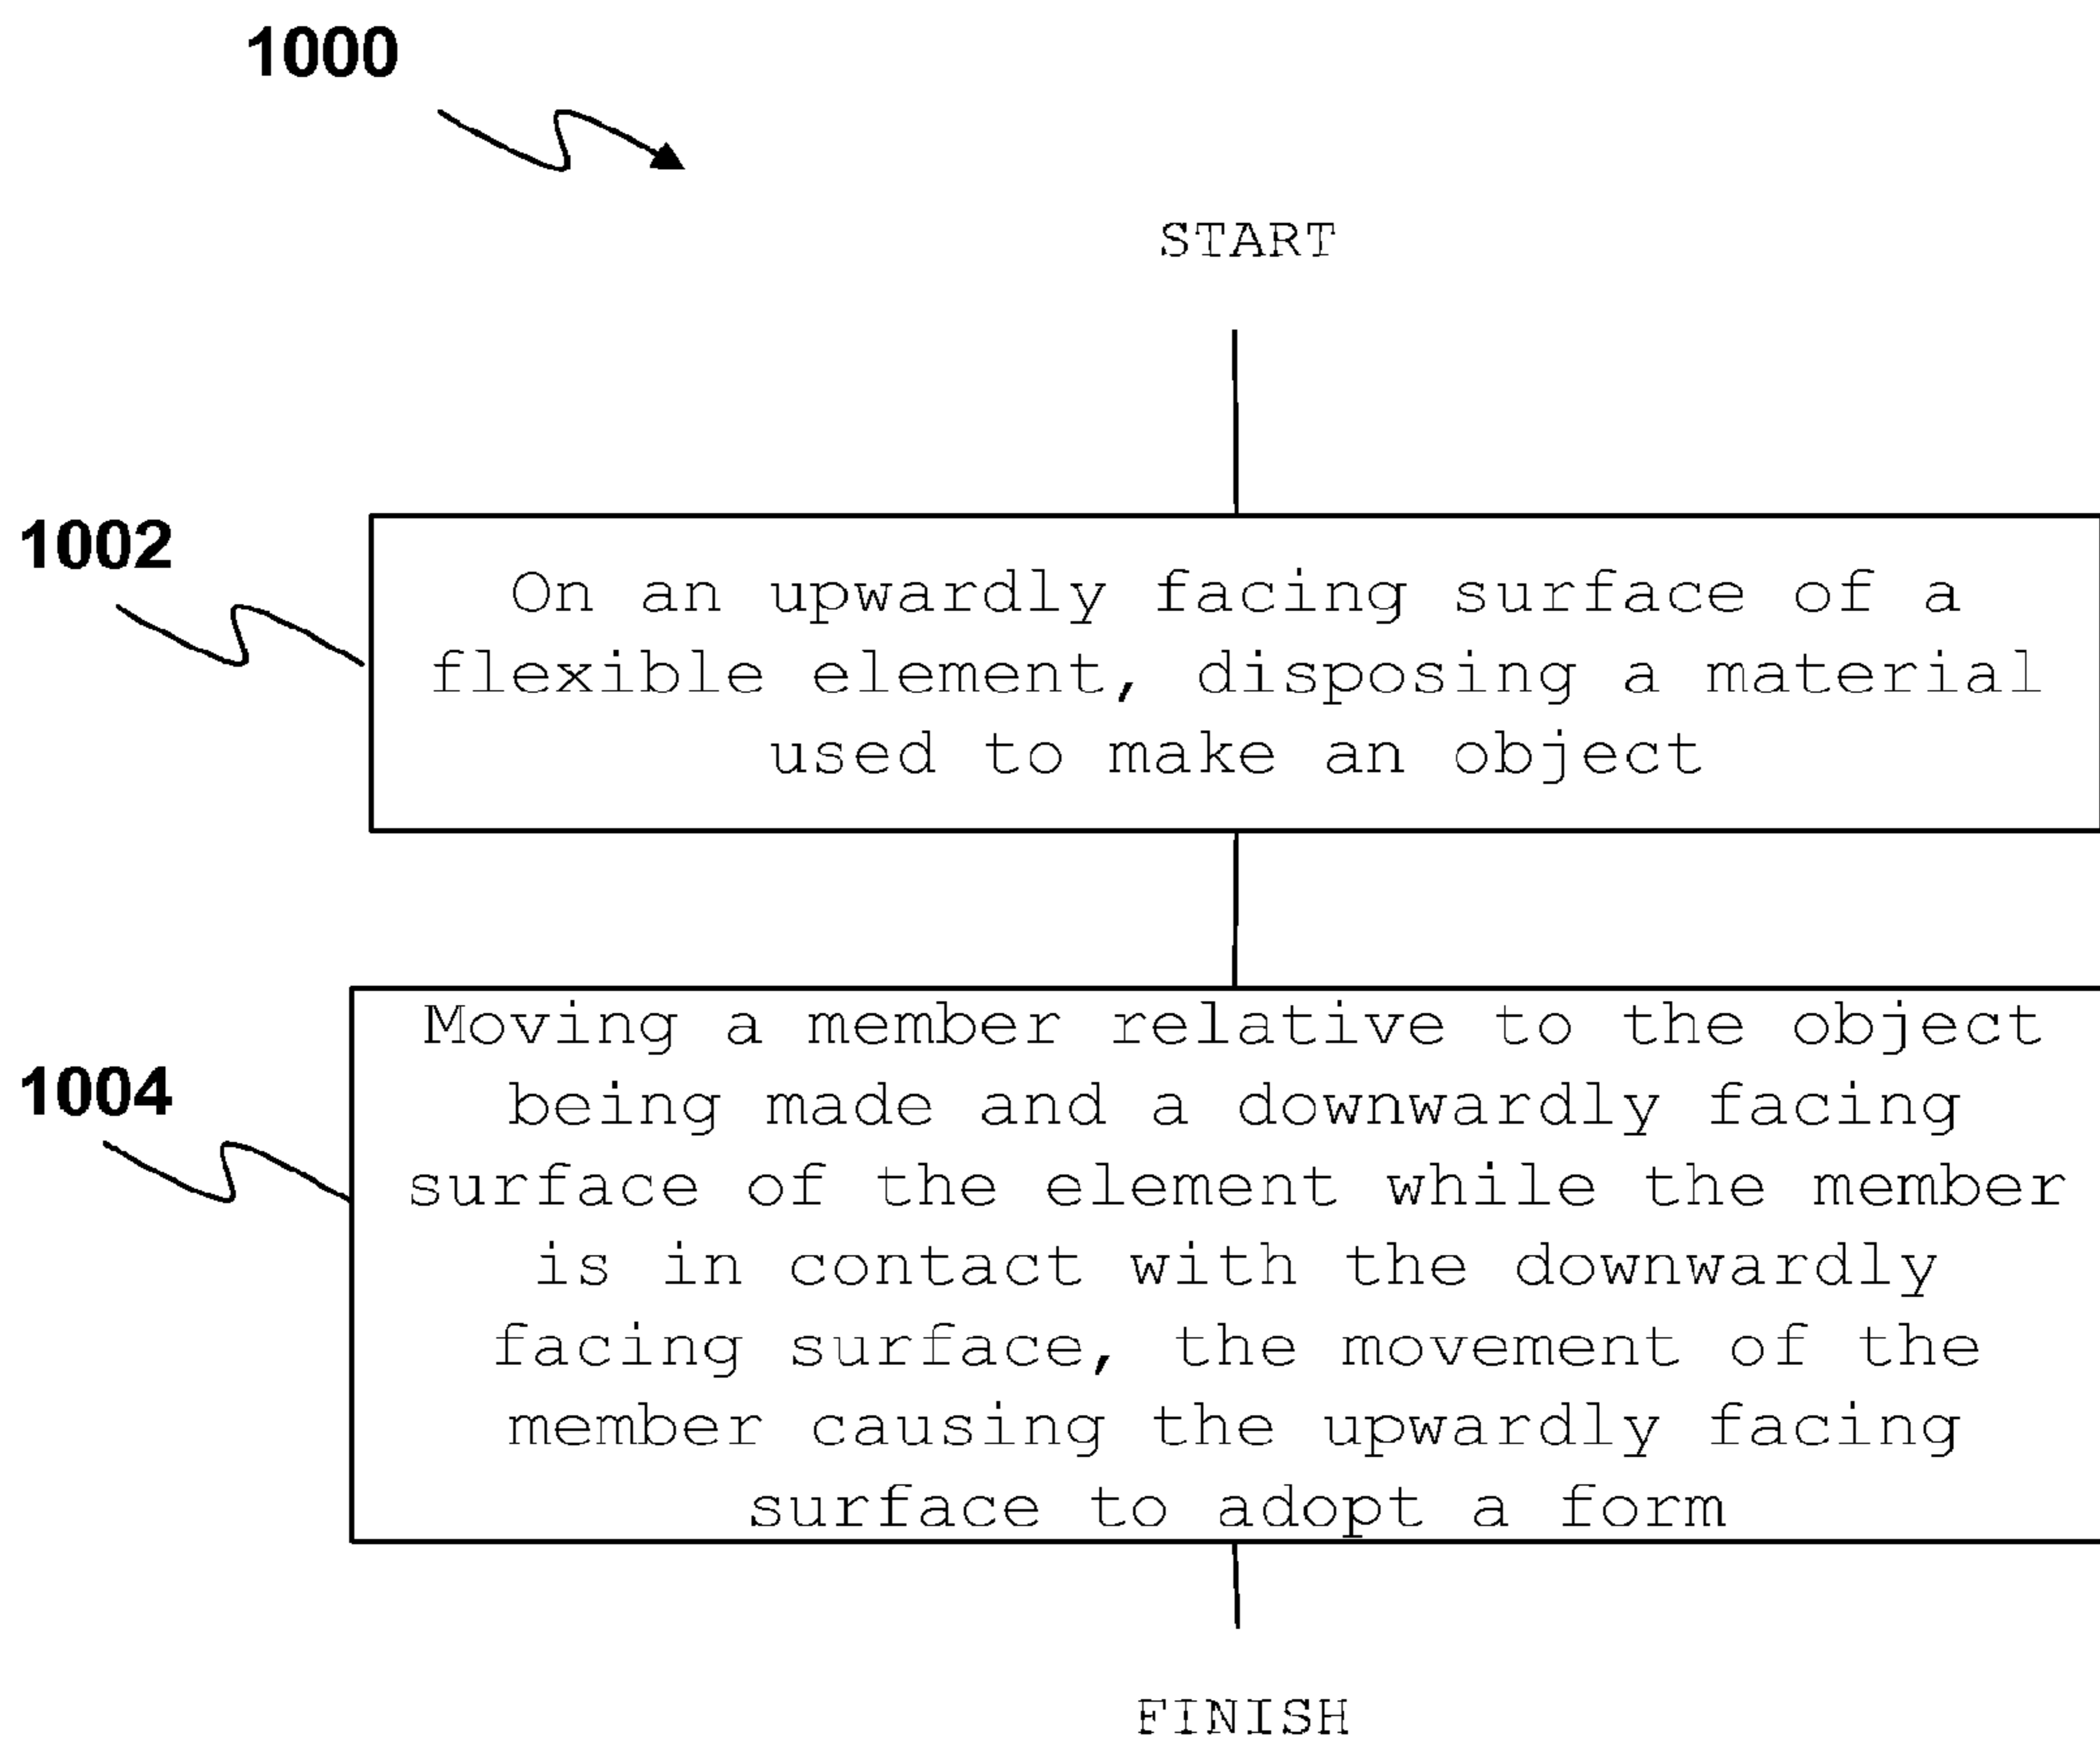 1000
START
1002
On an upwardly facing surface of a
flexible element, disposing a material
used to make an object
1004
Moving a member relative to the object
being made and a downwardly facing
surface of the element while the member
is in contact with the downwardly
facing surface, the movement of the
member causing the upwardly facing
surface to adopt a form
FINISH